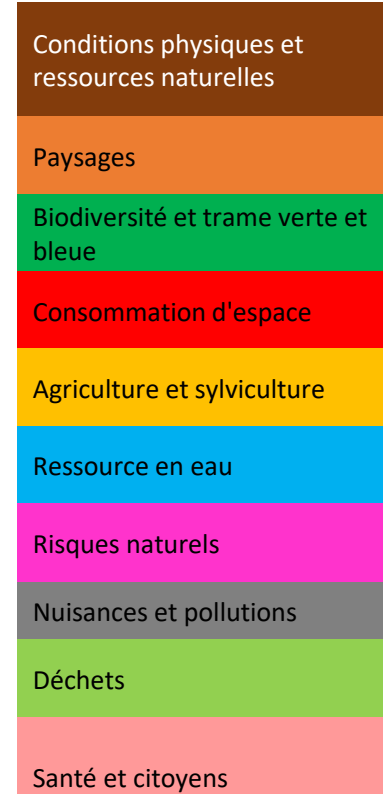 Conditions physiques et
ressources naturelles
Paysages
Biodiversité et trame verte et
bleue
Consommation d'espace
Agriculture et sylviculture
Ressource en eau
Risques naturels
Nuisances et pollutions
Déchets
Santé et citoyens